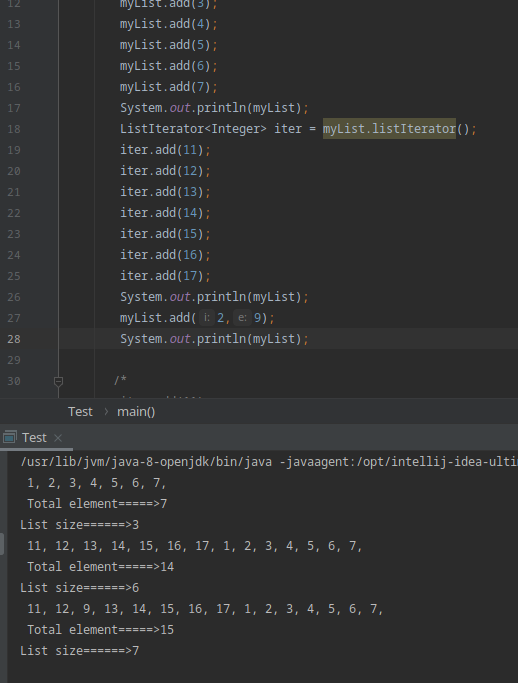 12 myList.add(3);
13 myList.add(4);
14 myList.add(5);
15 myList.add(6);
16 myList.add(7);
17 System.out.println(myList);
18 ListIterator<Integer> iter = myList.listIterator();
19 iter.add(11);
20 iter.add(12);
21 iter.add(13);
22 iter.add(14);
23 iter.add(15);
24 iter.add(16);
25 iter.add(17);
26 System.out.println(myList);
27 myList.add( i: 2, e: 9);
28 System.out.println(myList);
29
30 /*
Test › main()
Test ×
/usr/lib/jvm/java-8-openjdk/bin/java -javaagent:/opt/intellij-idea-ulti
1, 2, 3, 4, 5, 6, 7,
Total element=====>7
List size======>3
11, 12, 13, 14, 15, 16, 17, 1, 2, 3, 4, 5, 6, 7,
Total element=====>14
List size======>6
11, 12, 9, 13, 14, 15, 16, 17, 1, 2, 3, 4, 5, 6, 7,
Total element=====>15
List size======>7